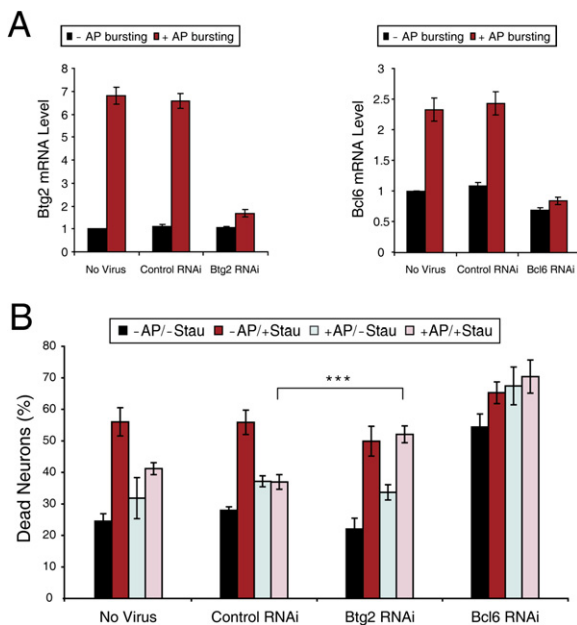 A
− AP bursting + AP bursting
Btg2 mRNA Level
8
7
6
5
4
3
2
1
0
No Virus Control RNAi Btg2 RNAi
− AP bursting + AP bursting
Bcl6 mRNA Level
3
2.5
2
1.5
1
0.5
0
No Virus Control RNAi Bcl6 RNAi
B
−AP/−Stau −AP/+Stau +AP/−Stau +AP/+Stau
Dead Neurons (%)
80
70
60
50
40
30
20
10
0
***
No Virus Control RNAi Btg2 RNAi Bcl6 RNAi